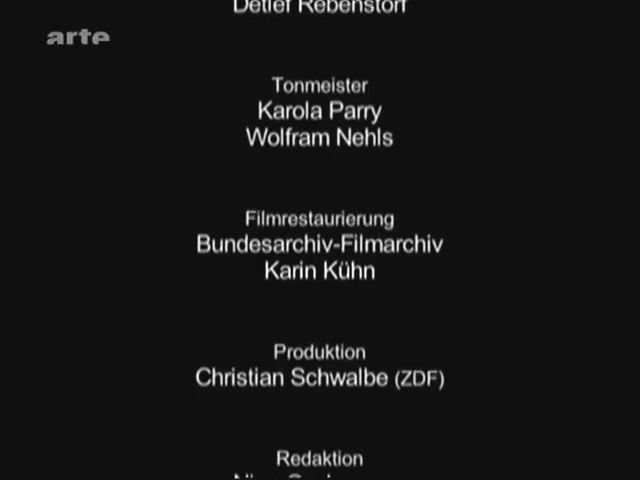 Detlef Rebenstorf
arte
Tonmeister
Karola Parry
Wolfram Nehls
Filmrestaurierung
Bundesarchiv-Filmarchiv
Karin Kühn
Produktion
Christian Schwalbe (ZDF)
Redaktion